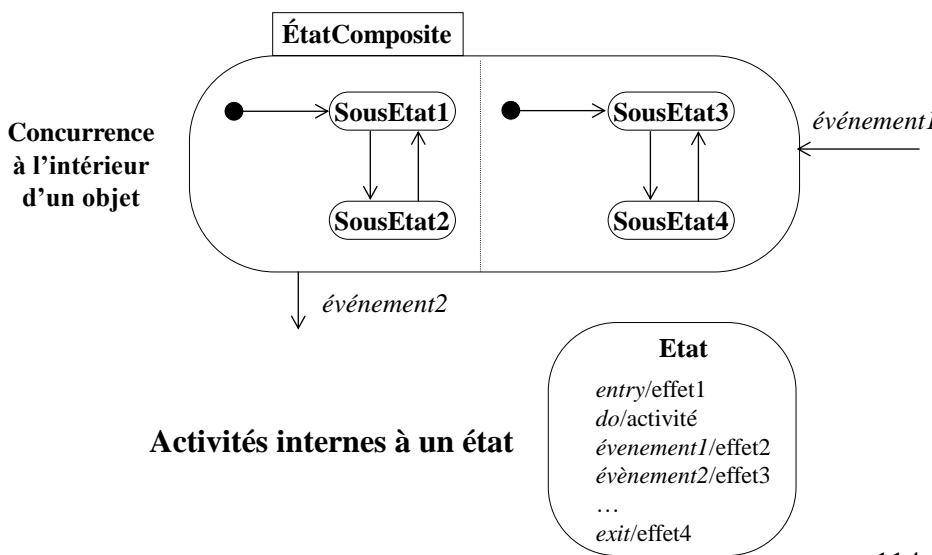 ÉtatComposite
SousEtat1
SousEtat3
événement1
Concurrence
à l'intérieur
d'un objet
SousEtat2
SousEtat4
événement2
Etat
entry/effet1
do/activité
évenement1/effet2
évènement2/effet3
…
exit/effet4
Activités internes à un état